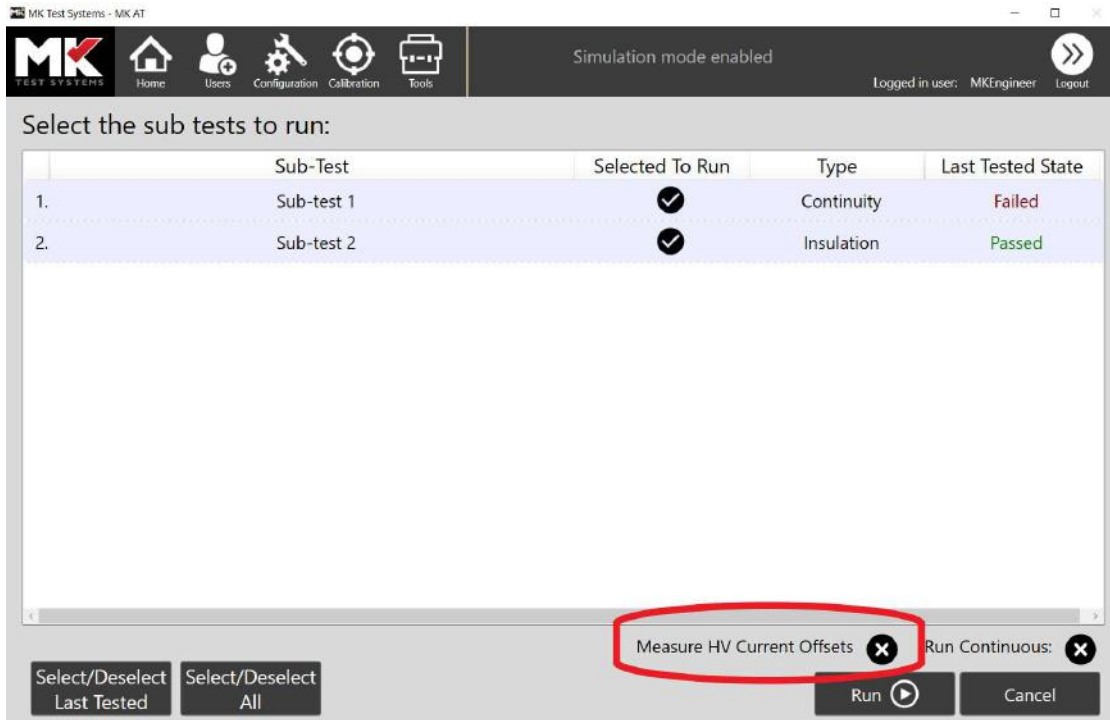 MK Test Systems - MK AT
MK
TEST SYSTEMS
Home
Users
Configuration
Calibration
Tools
Simulation mode enabled
Logged in user: MKEngineer
Logout
Select the sub tests to run:
Sub-Test Selected To Run Type Last Tested State
1. Sub-test 1 Continuity Failed
2. Sub-test 2 Insulation Passed
Measure HV Current Offsets Run Continuous:
Select/Deselect
Last Tested
Select/Deselect
All
Run
Cancel